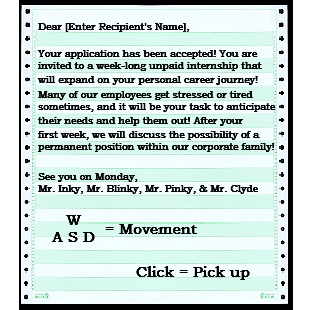 Dear [Enter Recipient's Name],
Your application has been accepted! You are
invited to a week-long unpaid internship that
will expand on your personal career journey!
Many of our employees get stressed or tired
sometimes, and it will be your task to anticipate
their needs and help them out! After your
first week, we will discuss the possibility of a
permanent position within our corporate family!
See you on Monday,
Mr. Inky, Mr. Blinky, Mr. Pinky, & Mr. Clyde
W
A S D = Movement
Click = Pick up